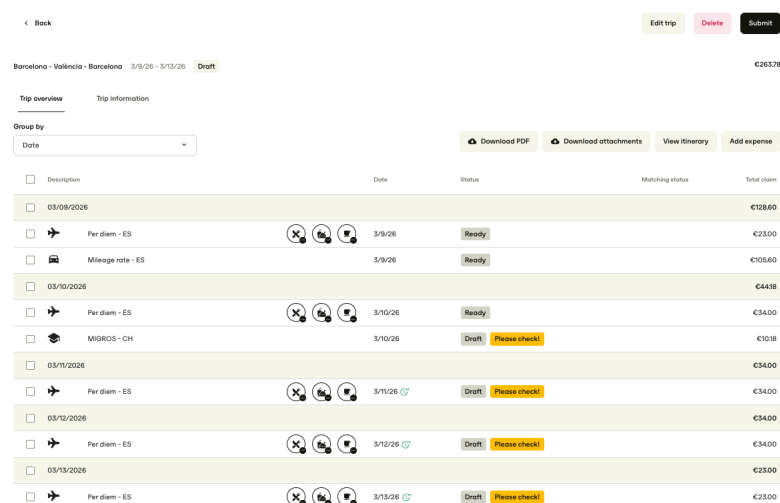 Back
Edit trip Delete Submit
Barcelona - València - Barcelona 3/9/26 - 3/13/26 Draft €263.78
Trip overview Trip information
Group by
Date
Download PDF Download attachments View itinerary Add expense
Description Date Status Matching status Total claim
03/09/2026 €128.60
Per diem - ES 3/9/26 Ready €23.00
Mileage rate - ES 3/9/26 Ready €105.60
03/10/2026 €44.18
Per diem - ES 3/10/26 Ready €34.00
MIGROS - CH 3/10/26 Draft Please check! €10.18
03/11/2026 €34.00
Per diem - ES 3/11/26 Draft Please check! €34.00
03/12/2026 €34.00
Per diem - ES 3/12/26 Draft Please check! €34.00
03/13/2026 €23.00
Per diem - ES 3/13/26 Draft Please check! €23.00